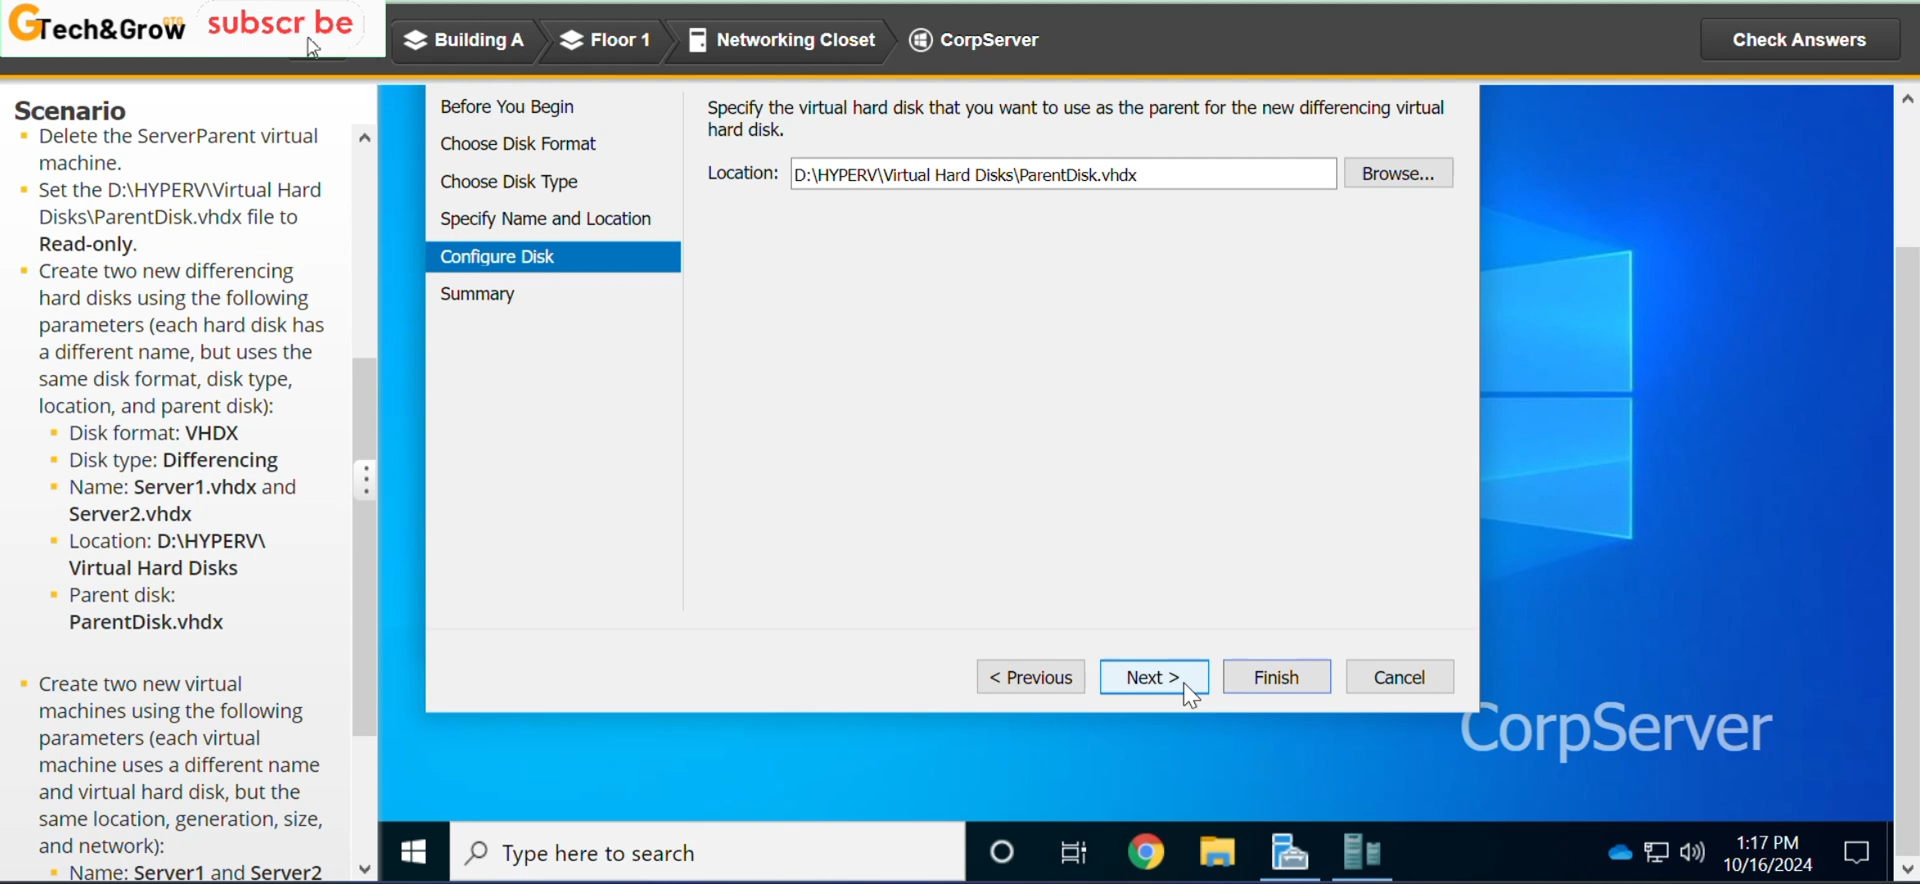 Tech&Grow
GTG
subscr be
Building A
Floor 1
Networking Closet
CorpServer
Check Answers
Scenario
Delete the ServerParent virtual
machine.
Set the D:\HYPERV\Virtual Hard
Disks\ParentDisk.vhdx file to
Read-only.
Create two new differencing
hard disks using the following
parameters (each hard disk has
a different name, but uses the
same disk format, disk type,
location, and parent disk):
Disk format: VHDX
Disk type: Differencing
Name: Server1.vhdx and
Server2.vhdx
Location: D:\HYPERV\
Virtual Hard Disks
Parent disk:
ParentDisk.vhdx
Create two new virtual
machines using the following
parameters (each virtual
machine uses a different name
and virtual hard disk, but the
same location, generation, size,
and network):
Name: Server1 and Server2
Before You Begin
Choose Disk Format
Choose Disk Type
Specify Name and Location
Configure Disk
Summary
Specify the virtual hard disk that you want to use as the parent for the new differencing virtual
hard disk.
Location: D:\HYPERV\Virtual Hard Disks\ParentDisk.vhdx Browse...
< Previous
Next >
Finish
Cancel
CorpServer
Type here to search
1:17 PM
10/16/2024